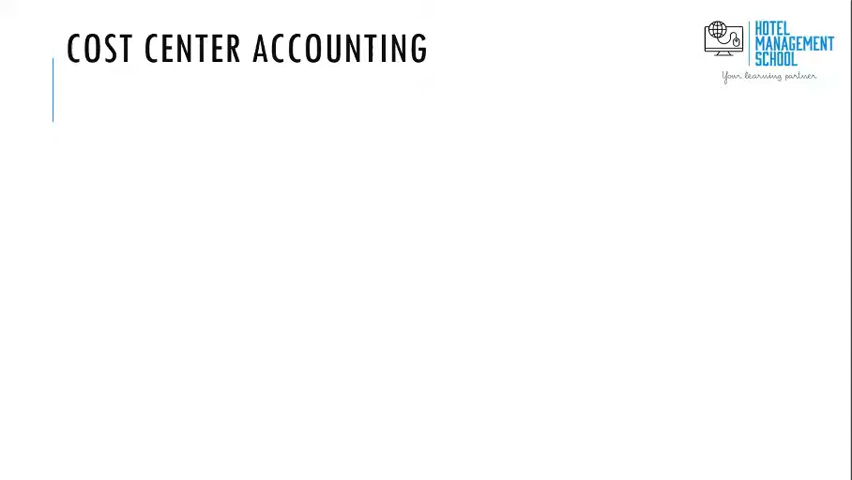 COST CENTER ACCOUNTING
HOTEL
MANAGEMENT
SCHOOL
Your learning partner